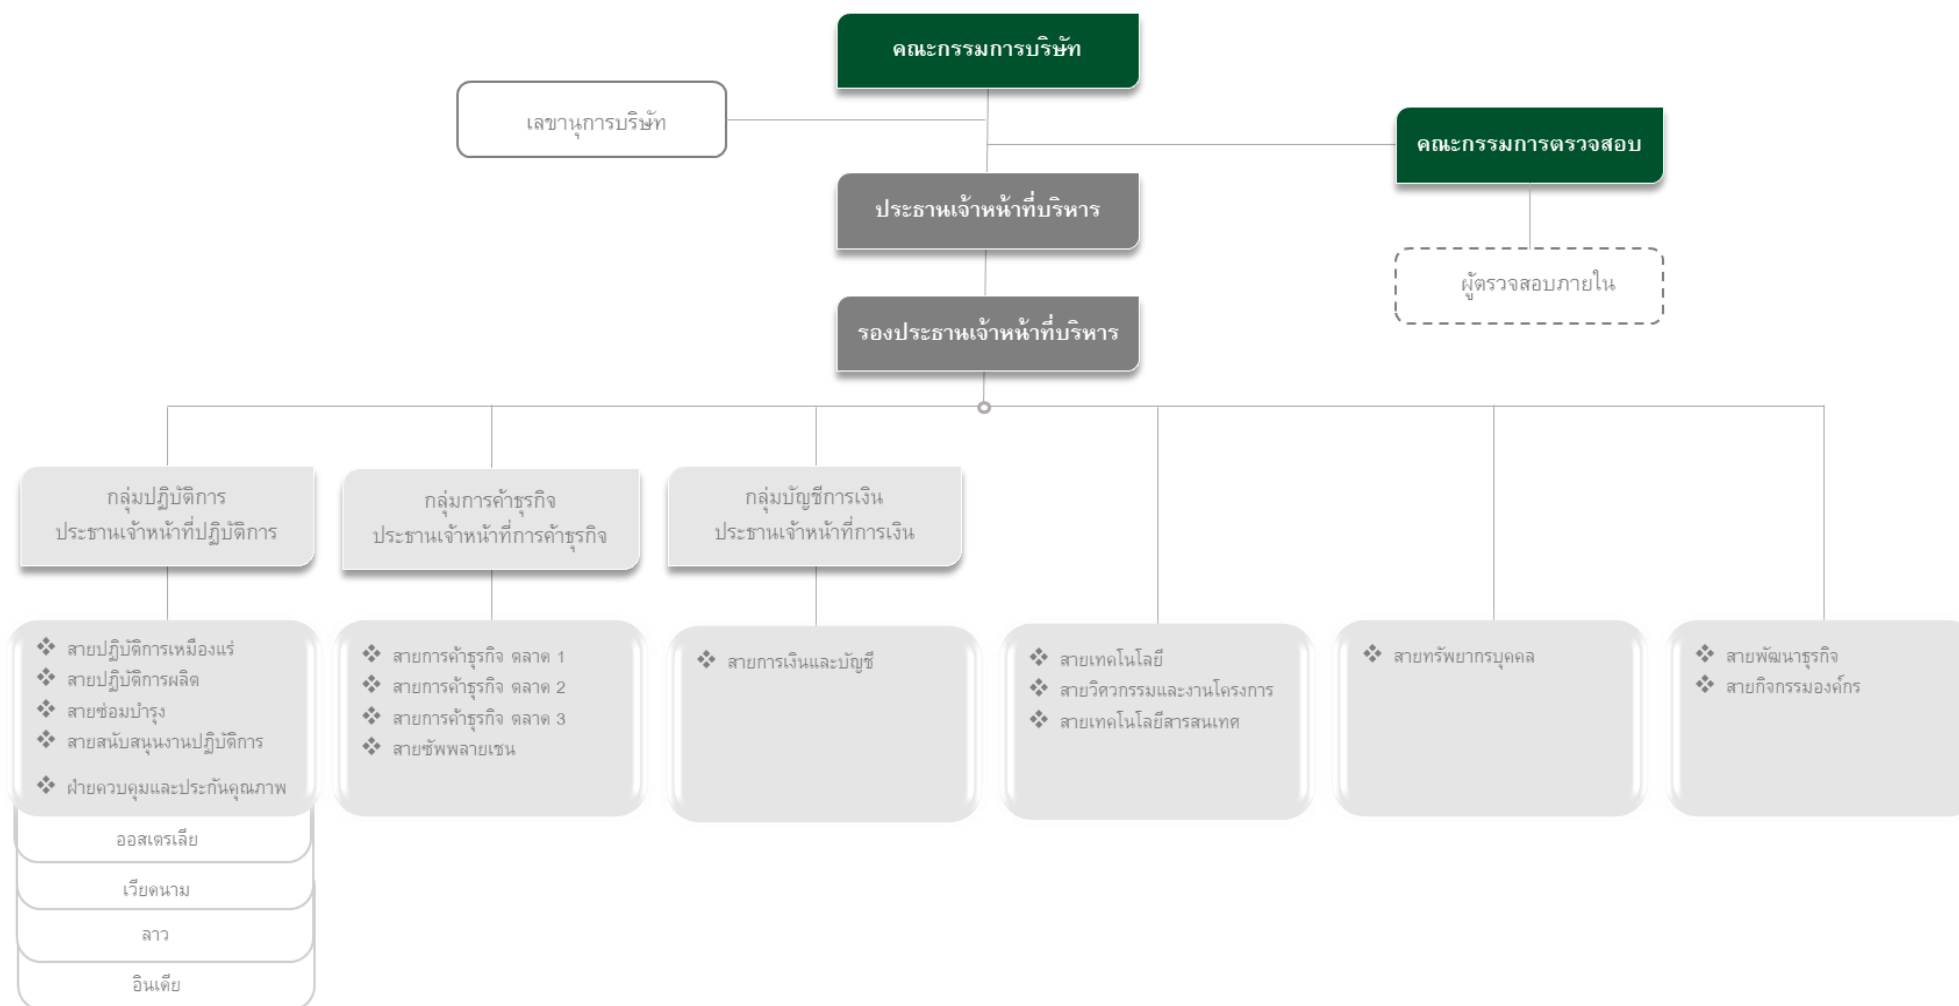 คณะกรรมการบริษัท
เลขานุการบริษัท
คณะกรรมการตรวจสอบ
ประธานเจ้าหน้าที่บริหาร
ผู้ตรวจสอบภายใน
รองประธานเจ้าหน้าที่บริหาร
กลุ่มปฏิบัติการ
ประธานเจ้าหน้าที่ปฏิบัติการ
กลุ่มการค้าธุรกิจ
ประธานเจ้าหน้าที่การค้าธุรกิจ
กลุ่มบัญชีการเงิน
ประธานเจ้าหน้าที่การเงิน
❖ สายปฏิบัติการเหมืองแร่
❖ สายปฏิบัติการผลิต
❖ สายซ่อมบำรุง
❖ สายสนับสนุนงานปฏิบัติการ
❖ ฝ่ายควบคุมและประกันคุณภาพ
ออสเตรเลีย
เวียดนาม
ลาว
อินเดีย
❖ สายการค้าธุรกิจ ตลาด 1
❖ สายการค้าธุรกิจ ตลาด 2
❖ สายการค้าธุรกิจ ตลาด 3
❖ สายซัพพลายเชน
❖ สายการเงินและบัญชี
❖ สายเทคโนโลยี
❖ สายวิศวกรรมและงานโครงการ
❖ สายเทคโนโลยีสารสนเทศ
❖ สายทรัพยากรบุคคล
❖ สายพัฒนาธุรกิจ
❖ สายกิจกรรมองค์กร